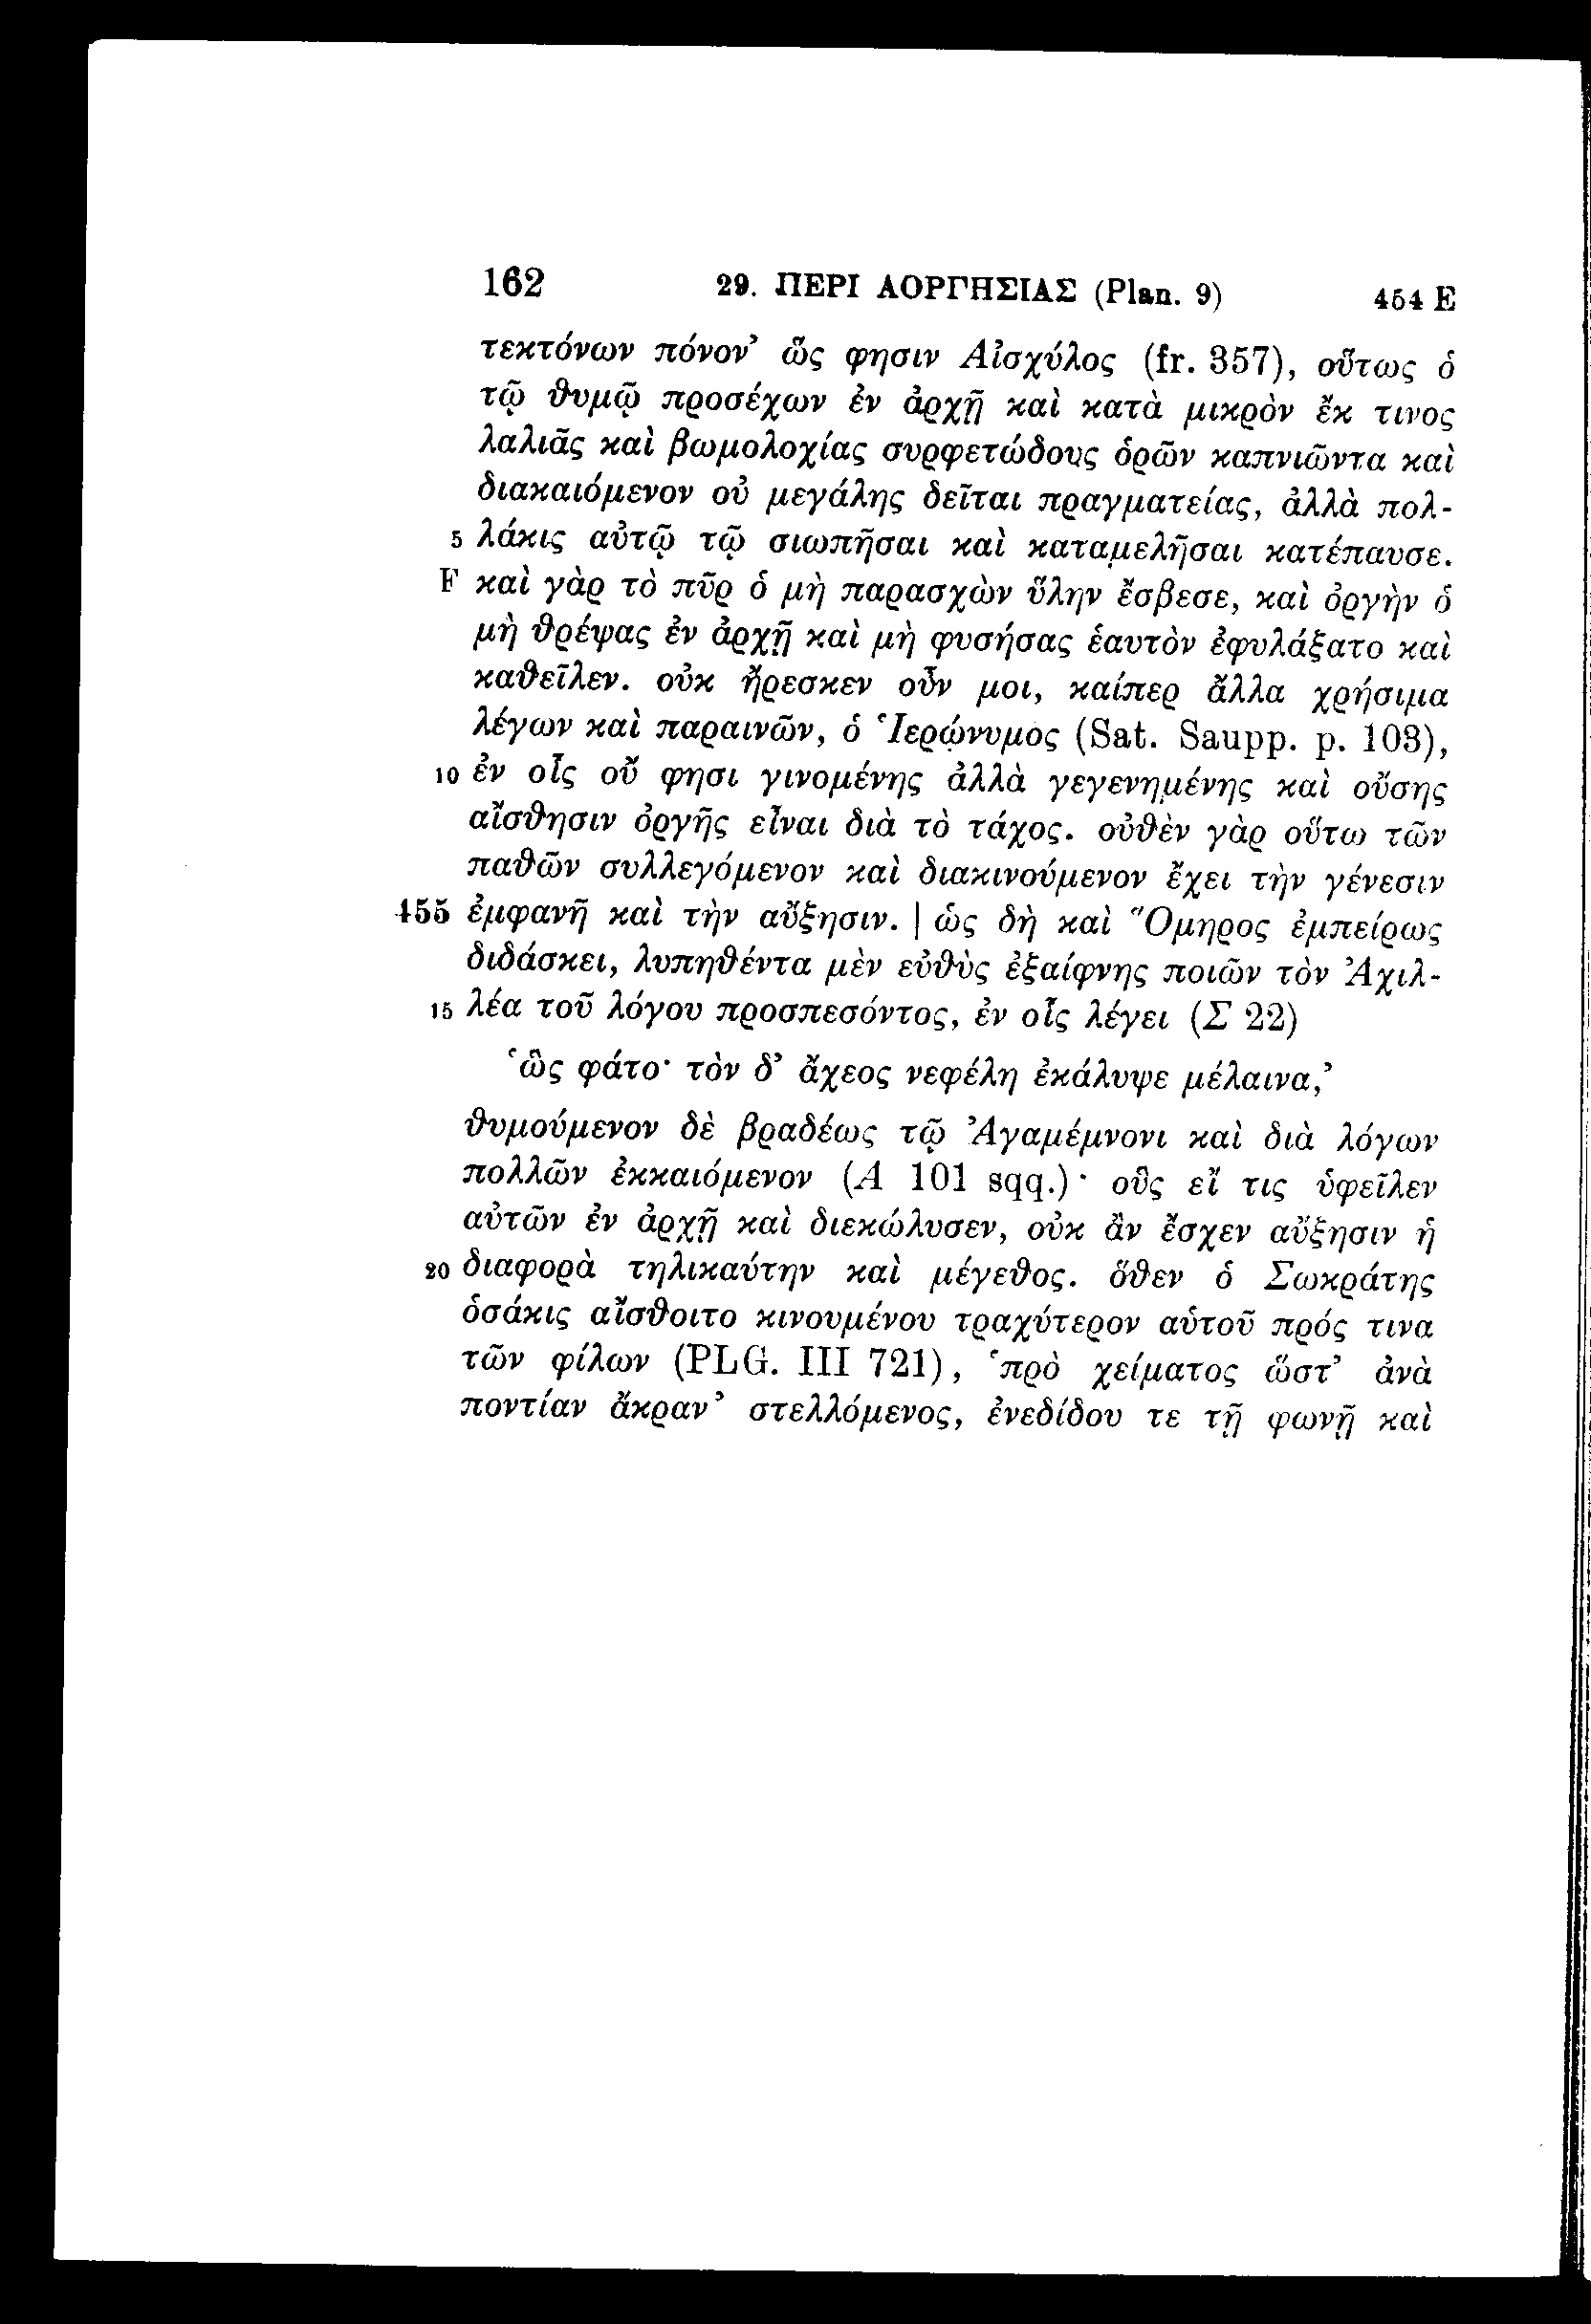 162 29. ΠΕΡΙ ΑΟΡΓΗΣΙΑΣ (Plan. 9) 454 E
τεκτόνων πόνον’ ὥς φησιν Αἰσχύλος (fr. 357), οὕτως ὁ
τῷ θυμῷ προσέχων ἐν ἀρχῇ καὶ κατὰ μικρὸν ἔκ τινος
λαλιᾶς καὶ βωμολοχίας συρφετώδους ὁρῶν καπνιῶντα καὶ
διακαιόμενον οὐ μεγάλης δεῖται πραγματείας, ἀλλὰ πολ-
5 λάκις αὐτῷ τῷ σιωπῆσαι καὶ καταμελῆσαι κατέπαυσε.
F καὶ γὰρ τὸ πῦρ ὁ μὴ παρασχὼν ὕλην ἔσβεσε, καὶ ὀργὴν ὁ
μὴ θρέψας ἐν ἀρχῇ καὶ μὴ φυσήσας ἑαυτὸν ἐφυλάξατο καὶ
καθεῖλεν. οὐκ ἤρεσκεν οὖν μοι, καίπερ ἄλλα χρήσιμα
λέγων καὶ παραινῶν, ὁ Ἱερώνυμος (Sat. Saupp. p. 103),
10 ἐν οἷς οὔ φησι γινομένης ἀλλὰ γεγενημένης καὶ οὔσης
αἴσθησιν ὀργῆς εἶναι διὰ τὸ τάχος. οὐθὲν γὰρ οὕτω τῶν
παθῶν συλλεγόμενον καὶ διακινούμενον ἔχει τὴν γένεσιν
455 ἐμφανῆ καὶ τὴν αὔξησιν. | ὡς δὴ καὶ Ὅμηρος ἐμπείρως
διδάσκει, λυπηθέντα μὲν εὐθὺς ἐξαίφνης ποιῶν τὸν Ἀχιλ-
15 λέα τοῦ λόγου προσπεσόντος, ἐν οἷς λέγει (Σ 22)
‘ὣς φάτο· τὸν δ’ ἄχεος νεφέλη ἐκάλυψε μέλαινα,’
θυμούμενον δὲ βραδέως τῷ Ἀγαμέμνονι καὶ διὰ λόγων
πολλῶν ἐκκαιόμενον (Α 101 sqq.)· οὓς εἴ τις ὑφεῖλεν
αὐτῶν ἐν ἀρχῇ καὶ διεκώλυσεν, οὐκ ἂν ἔσχεν αὔξησιν ἡ
20 διαφορὰ τηλικαύτην καὶ μέγεθος. ὅθεν ὁ Σωκράτης
ὁσάκις αἴσθοιτο κινουμένου τραχύτερον αὑτοῦ πρός τινα
τῶν φίλων (PLG. III 721), ‘πρὸ χείματος ὥστ’ ἀνὰ
ποντίαν ἄκραν’ στελλόμενος, ἐνεδίδου τε τῇ φωνῇ καὶ